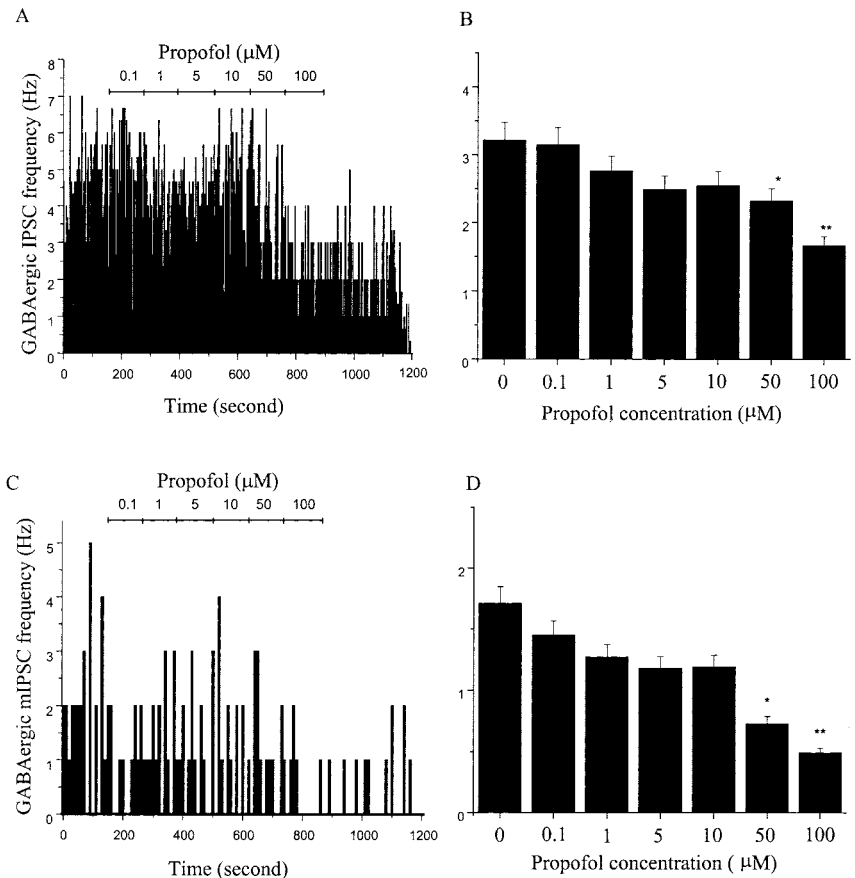 A
Propofol (μM)
0.1 1 5 10 50 100
GABAergic IPSC frequency (Hz)
8
7
6
5
4
3
2
1
0
0 200 400 600 800 1000 1200
Time (second)
B
4
3
2
1
0
*
**
0 0.1 1 5 10 50 100
Propofol concentration (μM)
C
Propofol (μM)
0.1 1 5 10 50 100
GABAergic mIPSC frequency (Hz)
5
4
3
2
1
0
0 200 400 600 800 1000 1200
Time (second)
D
2
1
0
*
**
0 0.1 1 5 10 50 100
Propofol concentration ( μM)